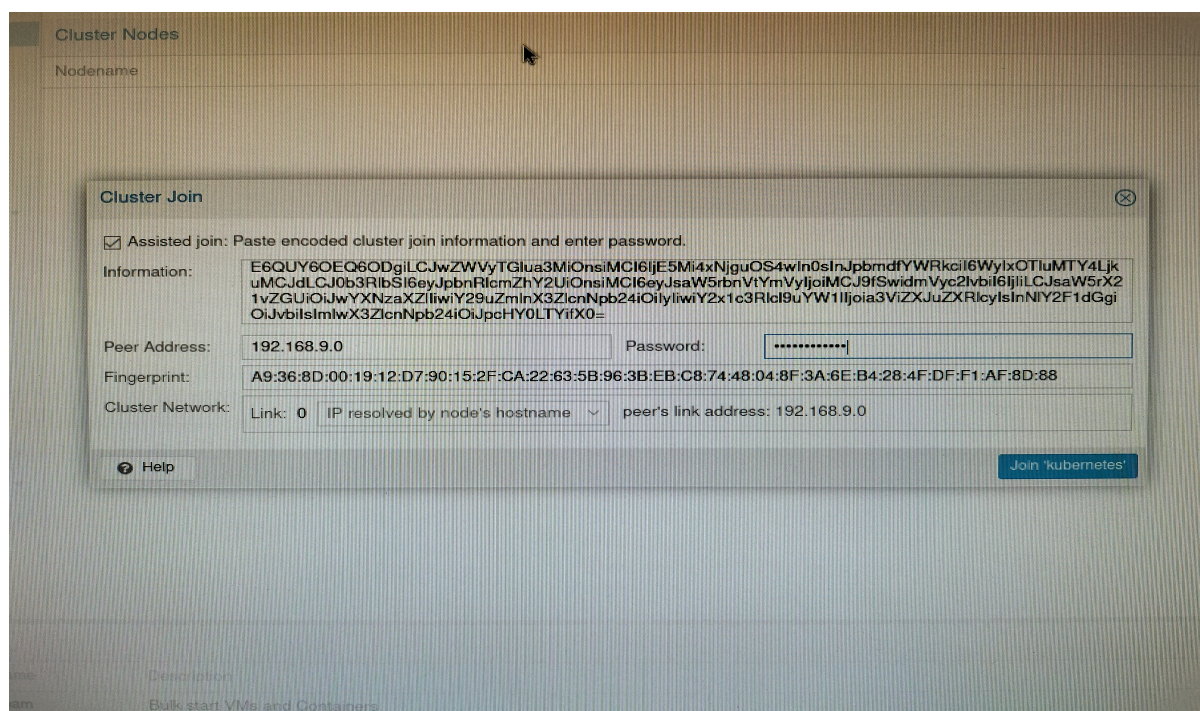 Cluster Nodes
Nodename
Cluster Join
Assisted join: Paste encoded cluster join information and enter password.
Information:
E6QUY6OEQ6ODgiLCJwZWVyTGlua3MiOnsiMCI6IjE5Mi4xNjguOS4wIn0sInJpbmdfYWRkciI6WyIxOTIuMTY4Ljk
uMCJdLCJ0b3RlbSI6eyJpbnRlcmZhY2UiOnsiMCI6eyJsaW5rbnVtYmVyIjoiMCJ9fSwidmVyc2lvbiI6IjIiLCJsaW5rX2
1vZGUiOiJwYXNzaXZlIiwiY29uZmlnX3ZlcnNpb24iOiIyIiwiY2x1c3Rlcl9uYW1lIjoia3ViZXJuZXRlcyIsInNlY2F1dGgi
OiJvbiIsImlwX3ZlcnNpb24iOiJpcHY0LTYifX0=
Peer Address: 192.168.9.0 Password: ••••••••••••
Fingerprint: A9:36:8D:00:19:12:D7:90:15:2F:CA:22:63:5B:96:3B:EB:C8:74:48:04:8F:3A:6E:B4:28:4F:DF:F1:AF:8D:88
Cluster Network: Link: 0 IP resolved by node's hostname peer's link address: 192.168.9.0
Help
Join 'kubernetes'
Description
Bulk start VMs and Containers